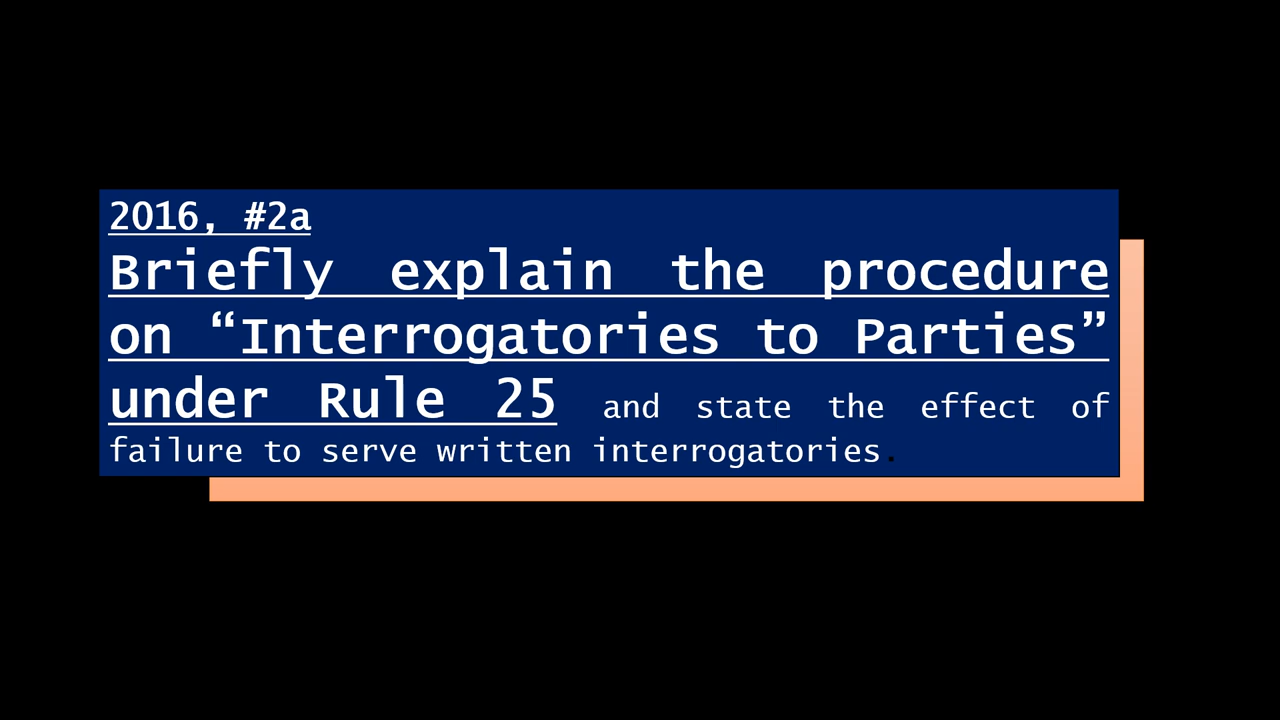 2016, #2a
Briefly explain the procedure
on “Interrogatories to Parties”
under Rule 25 and state the effect of
failure to serve written interrogatories.